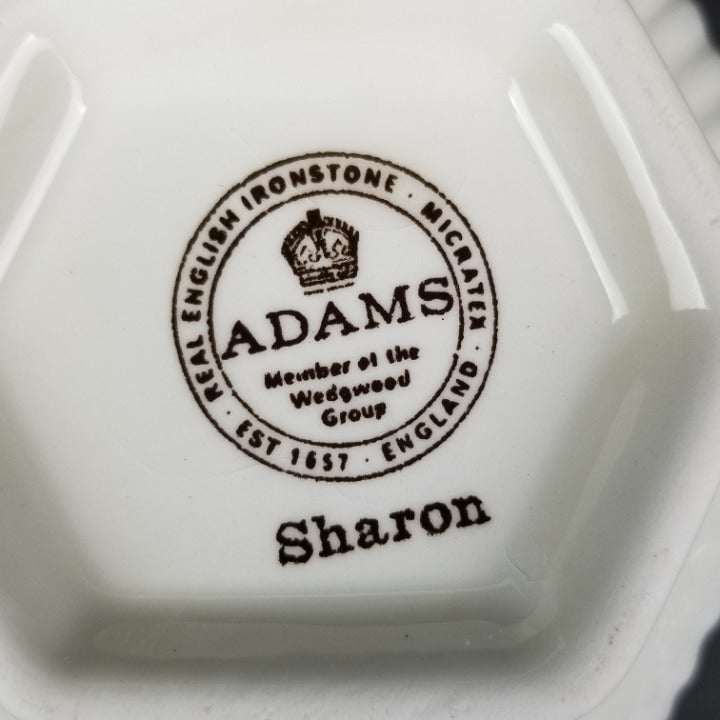 REAL ENGLISH IRONSTONE · MICRATEX ·
ADAMS
Member of the
Wedgwood
Group
· EST 1657 · ENGLAND ·
Sharon